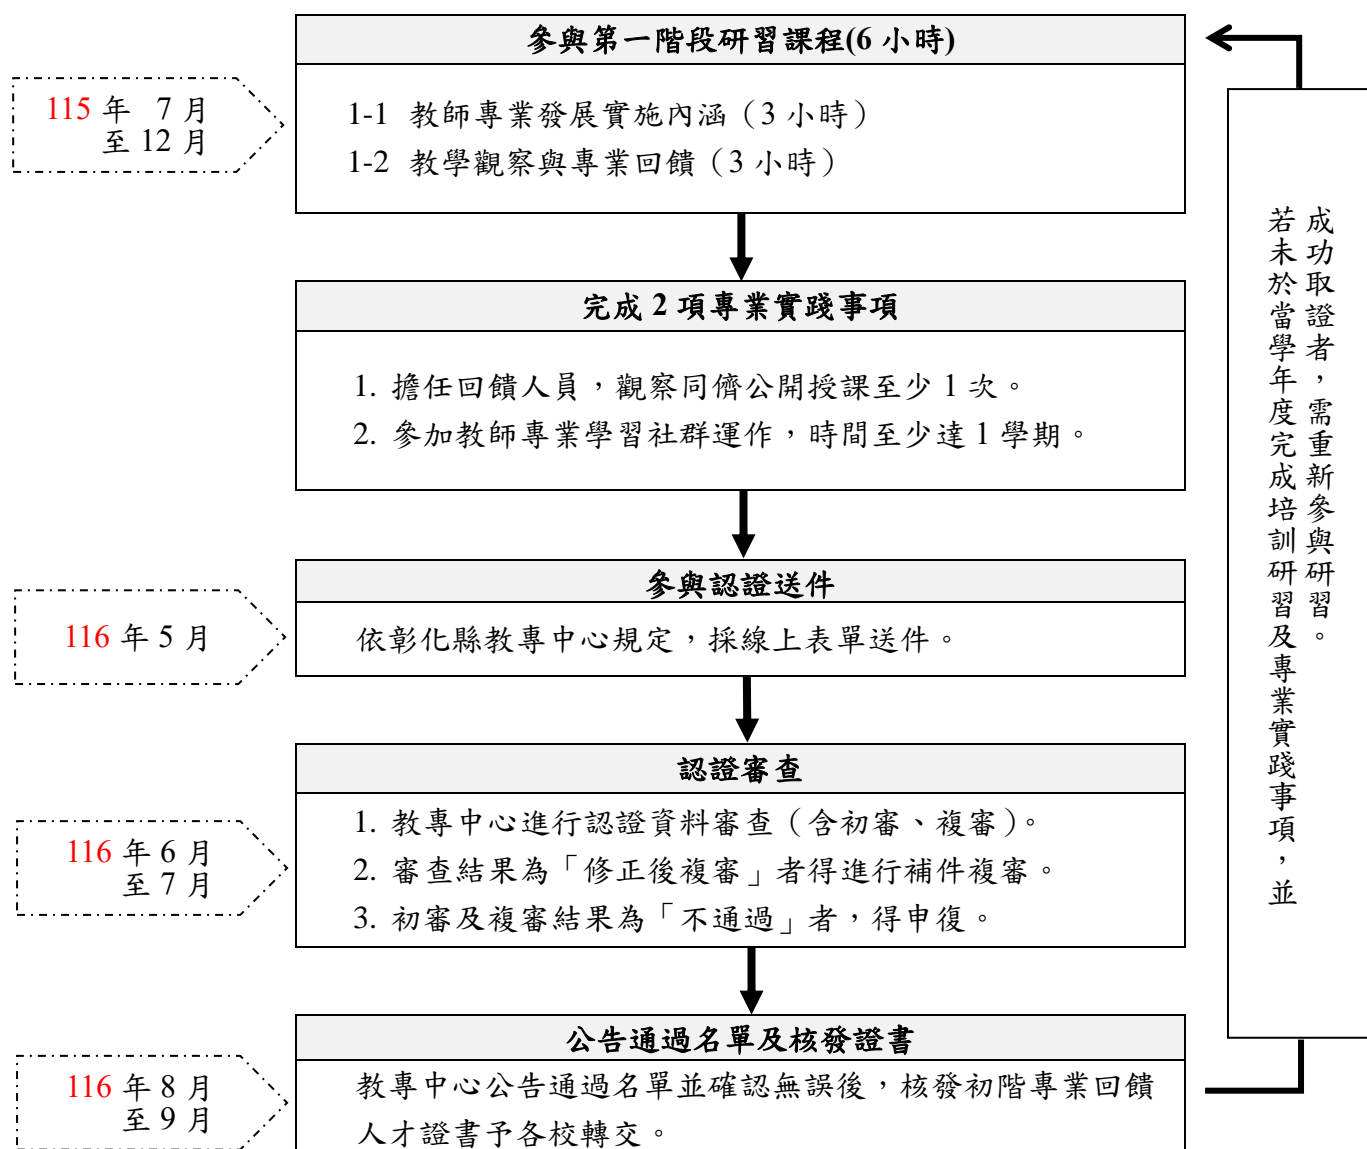 參與第一階段研習課程(6 小時)
115 年 7 月
至 12 月
1-1 教師專業發展實施內涵（3 小時）
1-2 教學觀察與專業回饋（3 小時）
完成 2 項專業實踐事項
1. 擔任回饋人員，觀察同儕公開授課至少 1 次。
2. 參加教師專業學習社群運作，時間至少達 1 學期。
參與認證送件
116 年 5 月
依彰化縣教專中心規定，採線上表單送件。
認證審查
116 年 6 月
至 7 月
1. 教專中心進行認證資料審查（含初審、複審）。
2. 審查結果為「修正後複審」者得進行補件複審。
3. 初審及複審結果為「不通過」者，得申復。
公告通過名單及核發證書
116 年 8 月
至 9 月
教專中心公告通過名單並確認無誤後，核發初階專業回饋
人才證書予各校轉交。
若未於當學年度完成培訓研習及專業實踐事項，並
成功取證者，需重新參與研習。